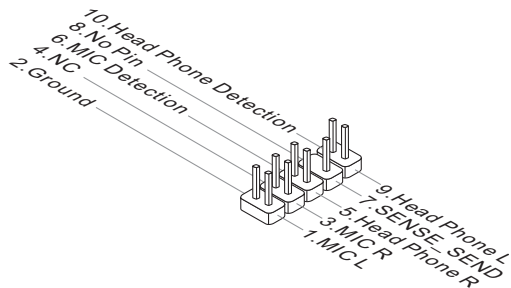 10.Head Phone Detection
8.No Pin
6.MIC Detection
4.NC
2.Ground
9.Head Phone L
7.SENSE_SEND
5.Head Phone R
3.MIC R
1.MIC L